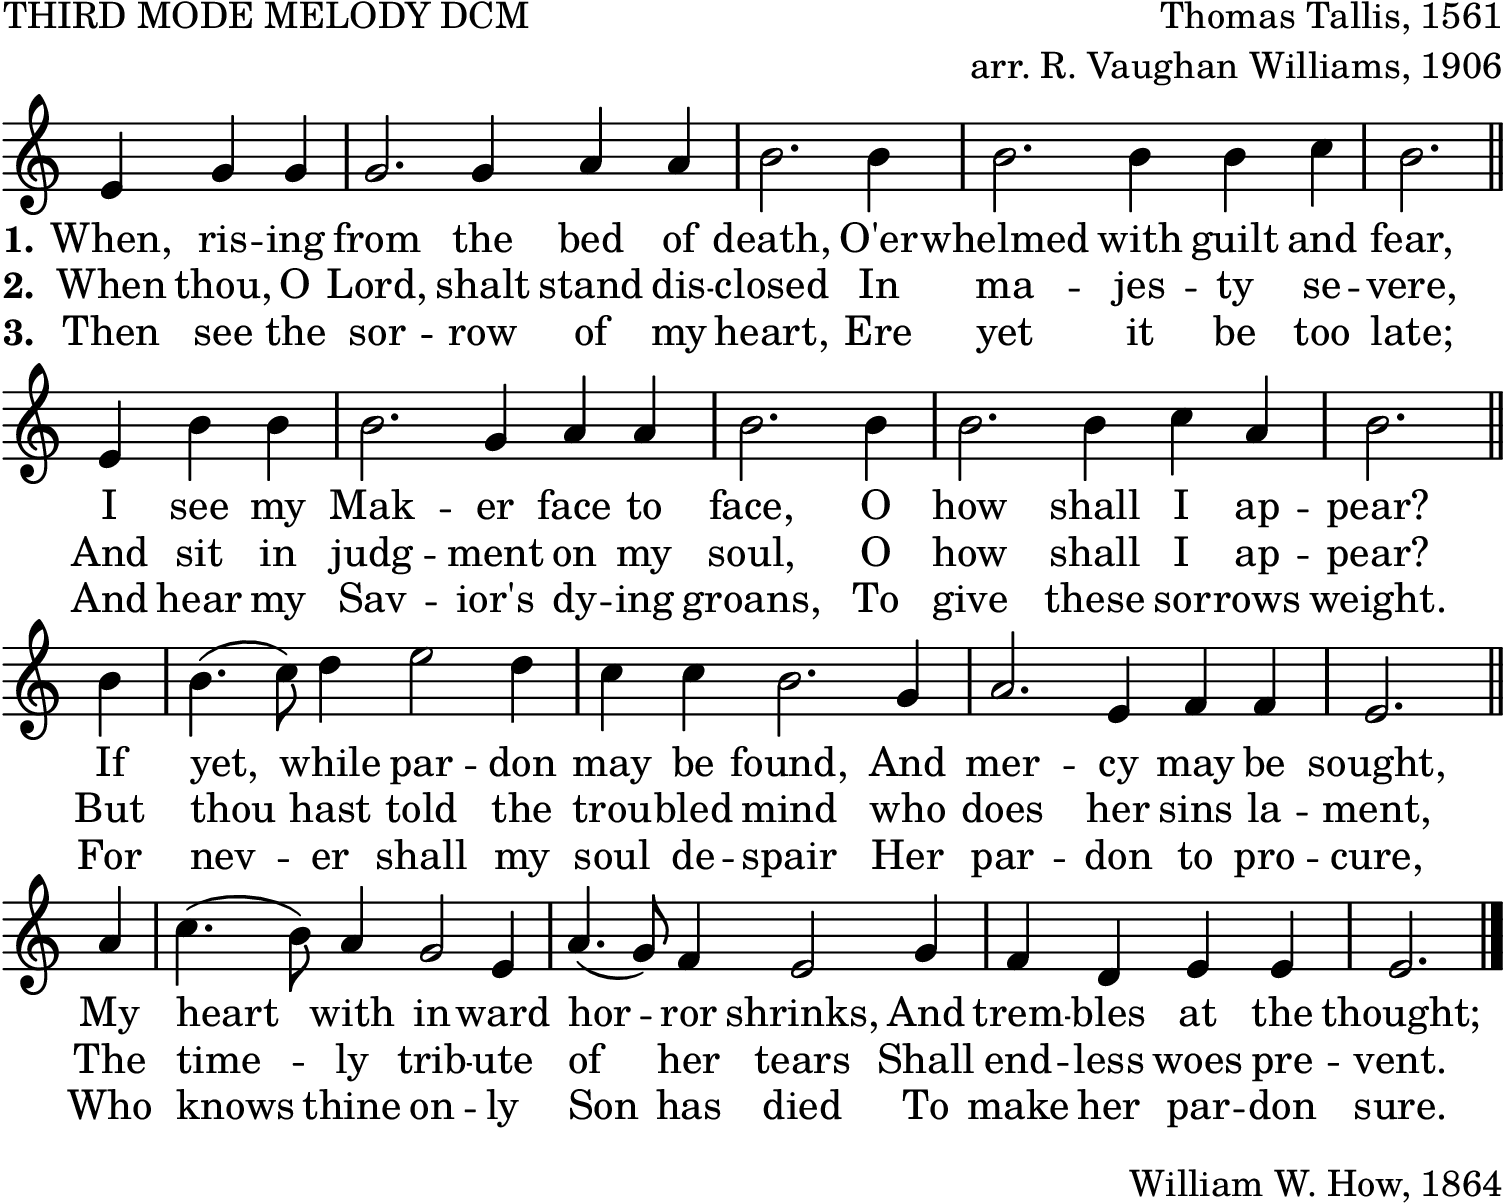 THIRD MODE MELODY DCM
Thomas Tallis, 1561
arr. R. Vaughan Williams, 1906
1. When, ris - ing from the bed of death, O'erwhelmed with guilt and fear,
2. When thou, O Lord, shalt stand dis - closed In ma - jes - ty se - vere,
3. Then see the sor - row of my heart, Ere yet it be too late;
I see my Mak - er face to face, O how shall I ap - pear?
And sit in judg - ment on my soul, O how shall I ap - pear?
And hear my Sav - ior's dy - ing groans, To give these sorrows weight.
If yet, while par - don may be found, And mer - cy may be sought,
But thou hast told the troubled mind who does her sins la - ment,
For nev - er shall my soul de - spair Her par - don to pro - cure,
My heart with inward hor - ror shrinks, And trem - bles at the thought;
The time - ly trib - ute of her tears Shall end - less woes pre - vent.
Who knows thine on - ly Son has died To make her par - don sure.
William W. How, 1864